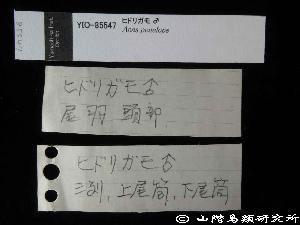 YIO-85547 ヒドリガモ ♂
Anas penelope
ヒドリガモ♂
尾羽 頭部
ヒドリガモ♂
三列, 上尾筒, 下尾筒
© 山階鳥類研究所